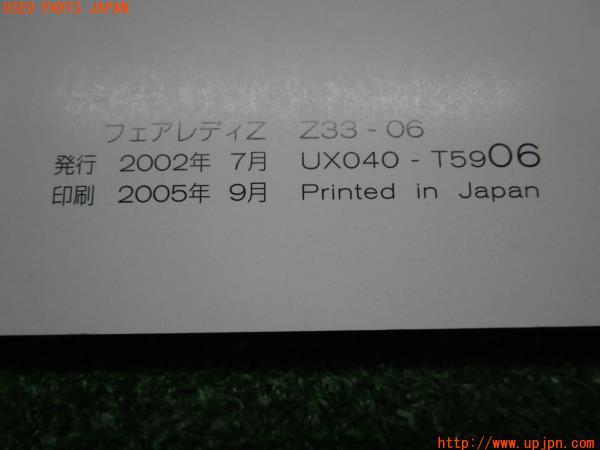 USED PARTS JAPAN
フェアレディZ Z33-06
発行 2002年 7月 UX040-T5906
印刷 2005年 9月 Printed in Japan
http://www.upjpn.com/